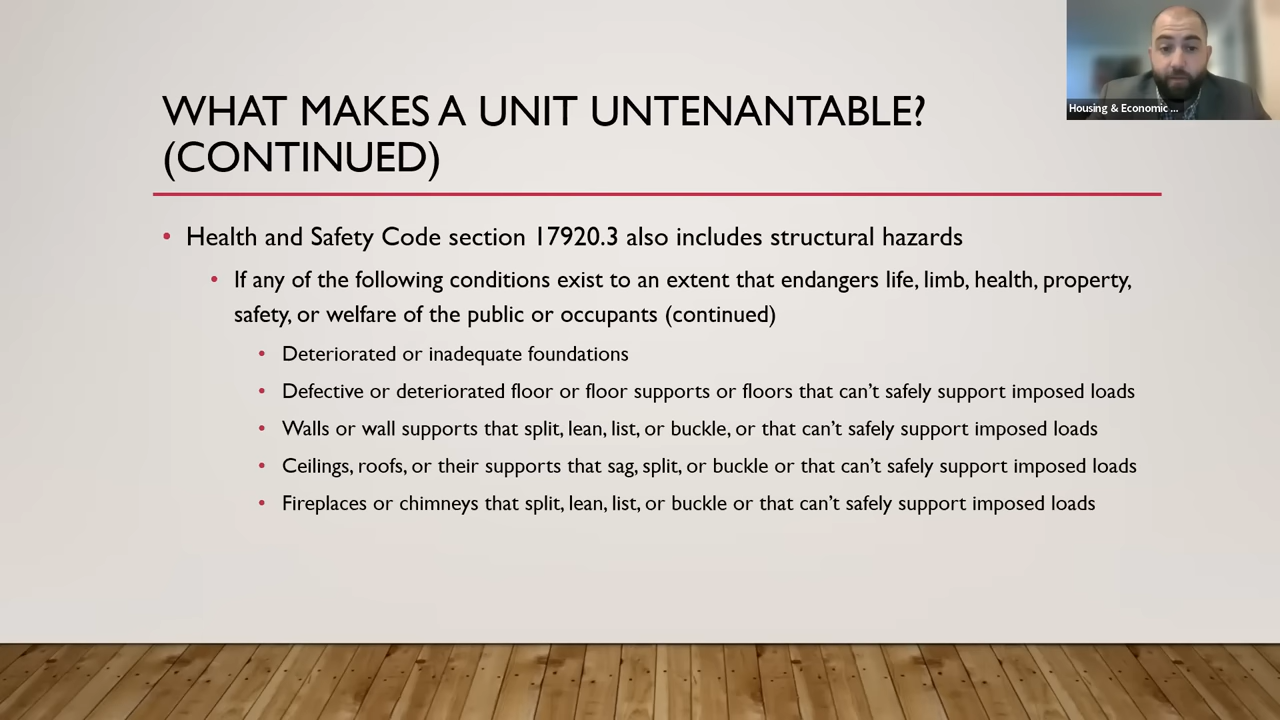 WHAT MAKES A UNIT UNTENANTABLE?
(CONTINUED)
Housing & Economic ...
• Health and Safety Code section 17920.3 also includes structural hazards
• If any of the following conditions exist to an extent that endangers life, limb, health, property,
safety, or welfare of the public or occupants (continued)
• Deteriorated or inadequate foundations
• Defective or deteriorated floor or floor supports or floors that can’t safely support imposed loads
• Walls or wall supports that split, lean, list, or buckle, or that can’t safely support imposed loads
• Ceilings, roofs, or their supports that sag, split, or buckle or that can’t safely support imposed loads
• Fireplaces or chimneys that split, lean, list, or buckle or that can’t safely support imposed loads